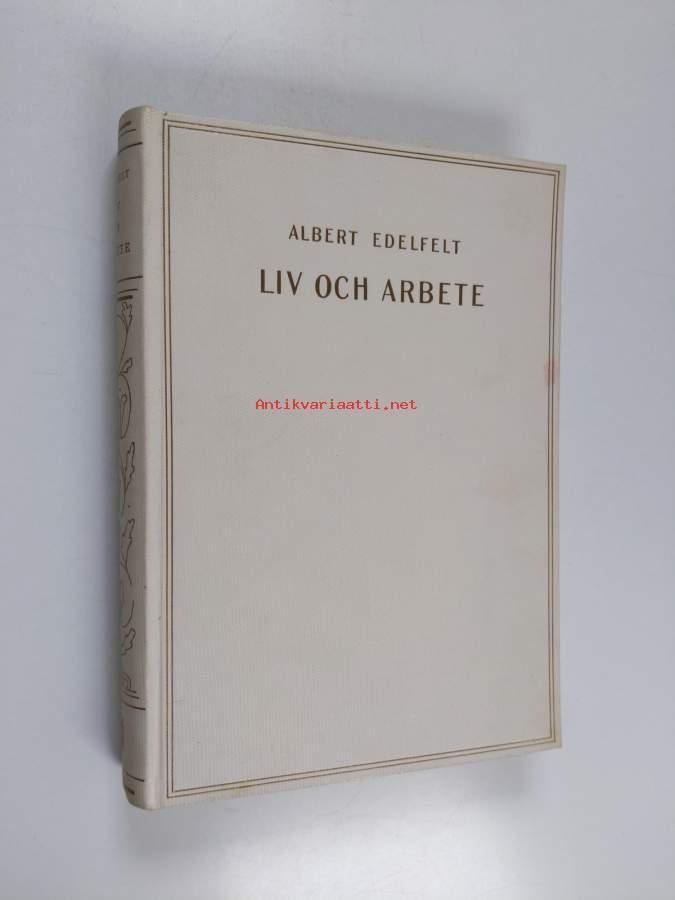 ALBERT EDELFELT
LIV OCH ARBETE
Antikvariaatti.net